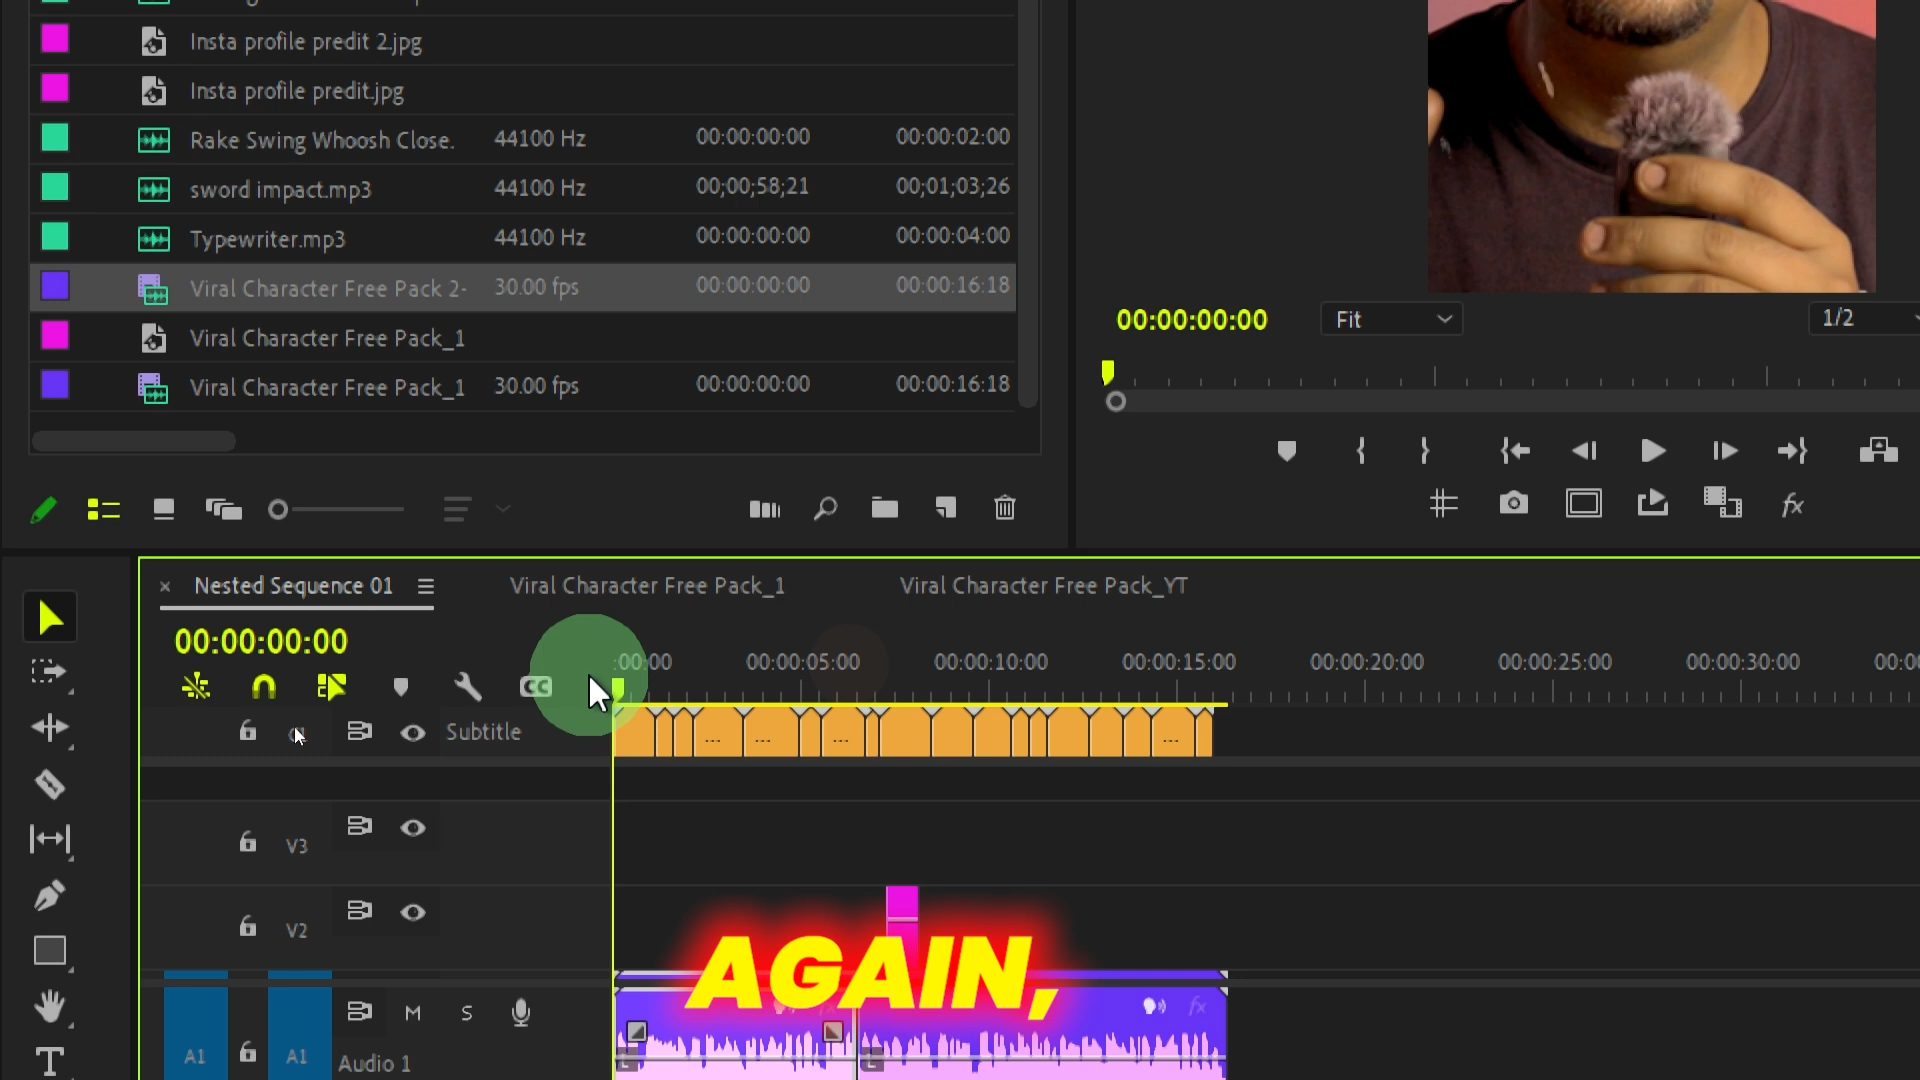 Insta profile predit 2.jpg
Insta profile predit.jpg
Rake Swing Whoosh Close. 44100 Hz 00:00:00:00 00:00:02:00
sword impact.mp3 44100 Hz 00;00;58;21 00;01;03;26
Typewriter.mp3 44100 Hz 00:00:00:00 00:00:04:00
Viral Character Free Pack 2- 30.00 fps 00:00:00:00 00:00:16:18
Viral Character Free Pack_1
Viral Character Free Pack_1 30.00 fps 00:00:00:00 00:00:16:18
00:00:00:00 Fit 1/2
fx
Nested Sequence 01 Viral Character Free Pack_1 Viral Character Free Pack_YT
00:00:00:00
:00:00 00:00:05:00 00:00:10:00 00:00:15:00 00:00:20:00 00:00:25:00 00:00:30:00 00:00
CC
Subtitle ... ... ... ...
V3
V2
AGAIN,
M S fx
A1 A1 Audio 1
L L
T